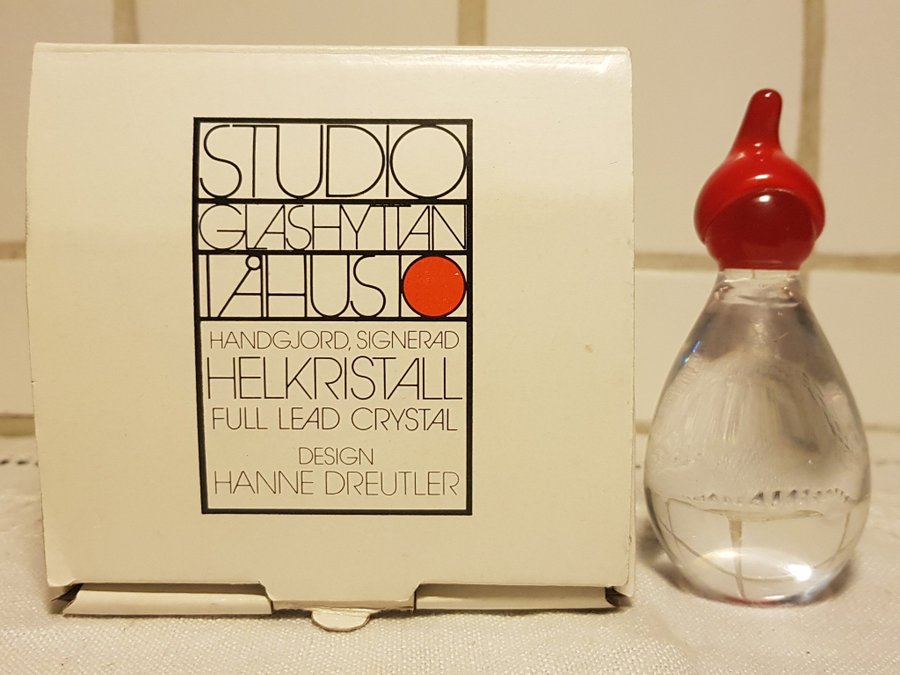 STUDIO
GLASHYTTAN
I ÅHUS
HANDGJORD, SIGNERAD
HELKRISTALL
FULL LEAD CRYSTAL
DESIGN
HANNE DREUTLER